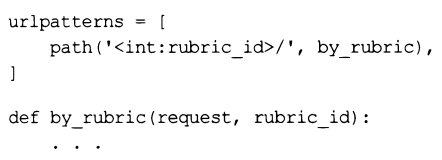 urlpatterns = [
    path('<int:rubric_id>/', by_rubric),
]
def by_rubric(request, rubric_id):
    . . .